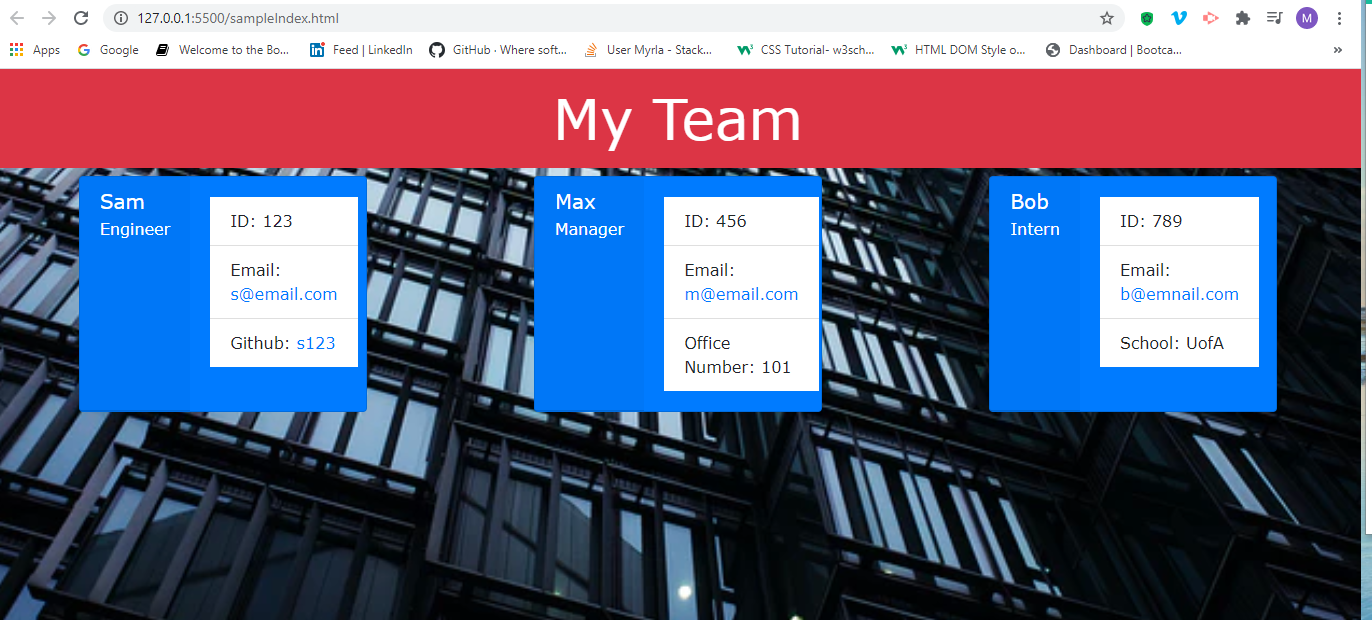 127.0.0.1:5500/sampleIndex.html
M
Apps
Google
Welcome to the Bo...
Feed | LinkedIn
GitHub · Where soft...
User Myrla - Stack...
CSS Tutorial- w3sch...
HTML DOM Style o...
Dashboard | Bootca...
»
My Team
Sam
Engineer
ID: 123
Email:
s@email.com
Github: s123
Max
Manager
ID: 456
Email:
m@email.com
Office
Number: 101
Bob
Intern
ID: 789
Email:
b@emnail.com
School: UofA